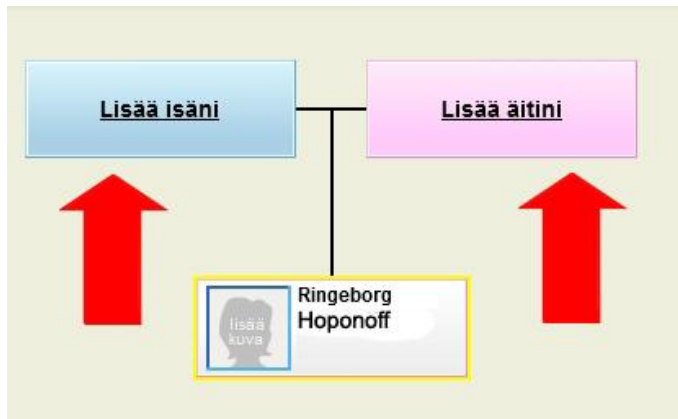 Lisää isäni
Lisää äitini
Ringeborg
Hoponoff
lisää
kuva